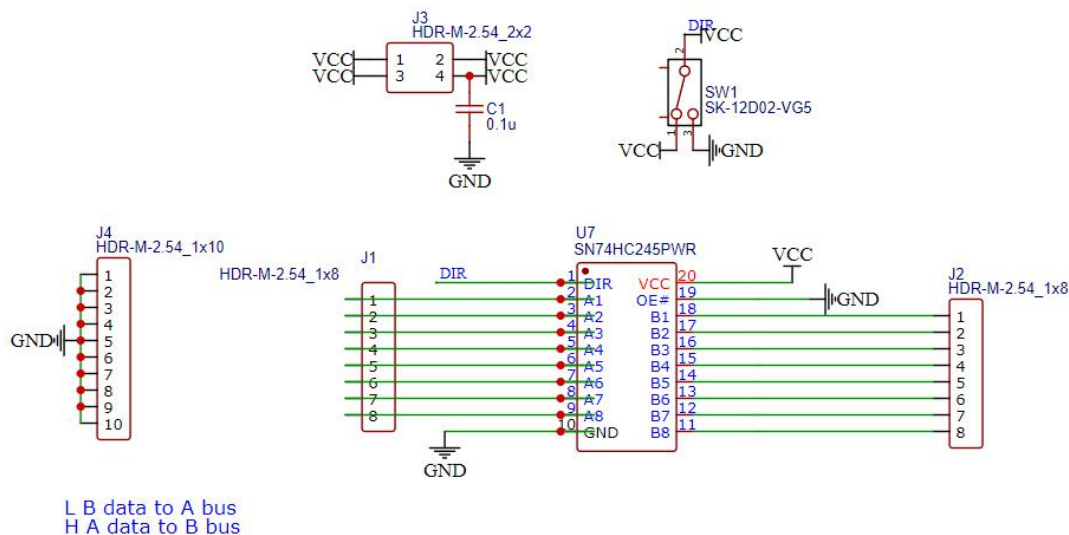 J3
HDR-M-2.54_2x2
VCC 1 2 VCC
VCC 3 4 VCC
C1
0.1u
GND
DIR
VCC
2
SW1
SK-12D02-VG5
1 3
VCC GND
J4
HDR-M-2.54_1x10
1
2
3
4
GND 5
6
7
8
9
10
J1
HDR-M-2.54_1x8
1
2
3
4
5
6
7
8
DIR
GND
U7
SN74HC245PWR
1 DIR VCC 20
2 A1 OE# 19
3 A2 B1 18
4 A3 B2 17
5 A4 B3 16
6 A5 B4 15
7 A6 B5 14
8 A7 B6 13
9 A8 B7 12
10 GND B8 11
VCC
GND
J2
HDR-M-2.54_1x8
1
2
3
4
5
6
7
8
L B data to A bus
H A data to B bus